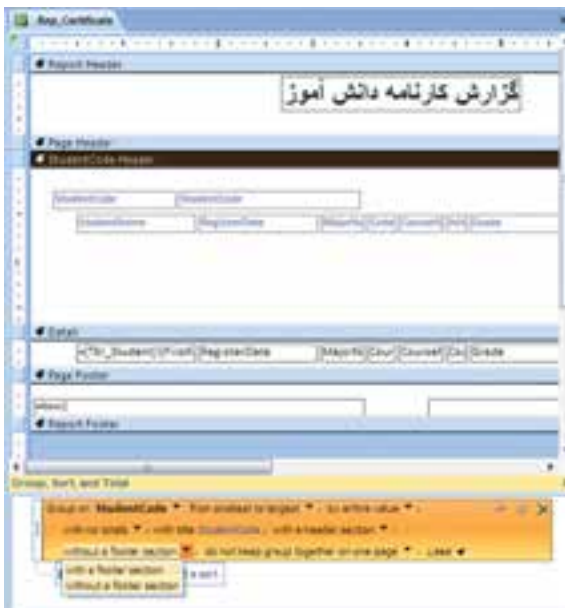 Rep_Certificate
Report Header
گزارش کارنامه دانش آموز
Page Header
StudentCode Header
StudentCode StudentCode
StudentName RegisterDate Grade
Detail
RegisterDate Grade
Page Footer
Report Footer
Group, Sort, and Total
Group on StudentCode from smallest to largest, by entire value,
with no totals, with title StudentCode, with a header section,
without a footer section, do not keep group together on one page, Less
with a footer section
without a footer section
a sort